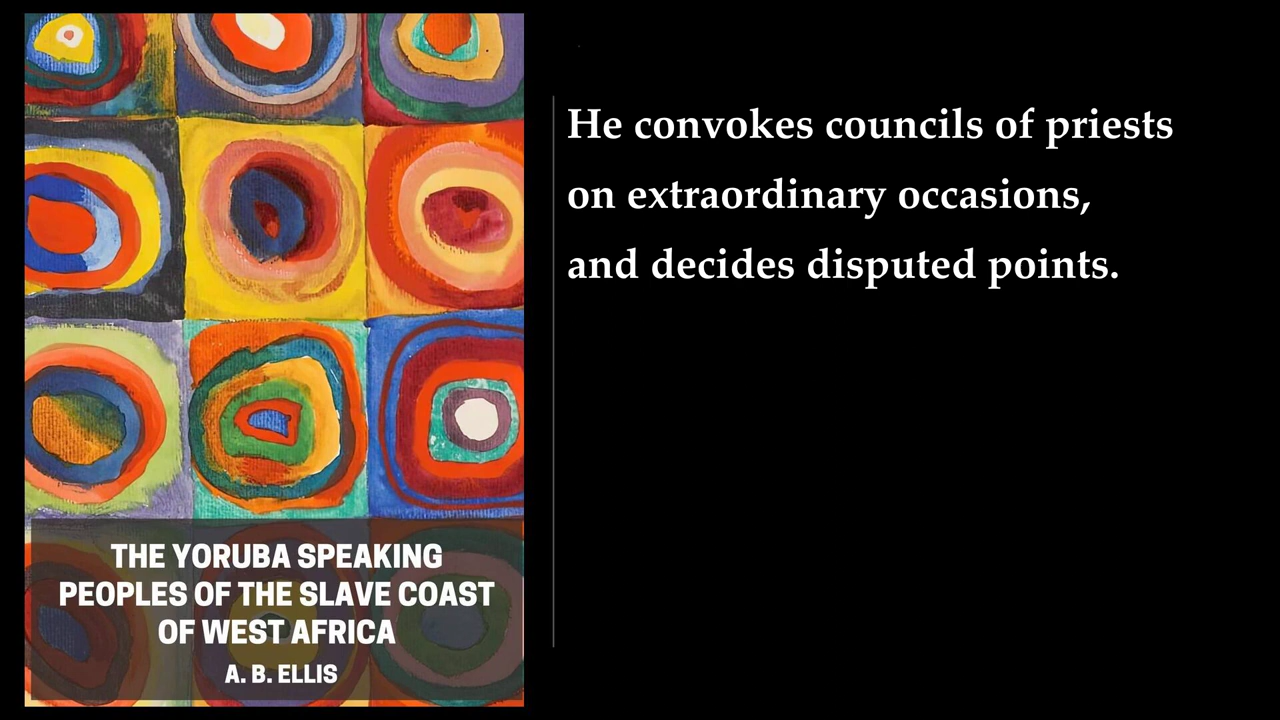 He convokes councils of priests
on extraordinary occasions,
and decides disputed points.
THE YORUBA SPEAKING
PEOPLES OF THE SLAVE COAST
OF WEST AFRICA
A. B. ELLIS